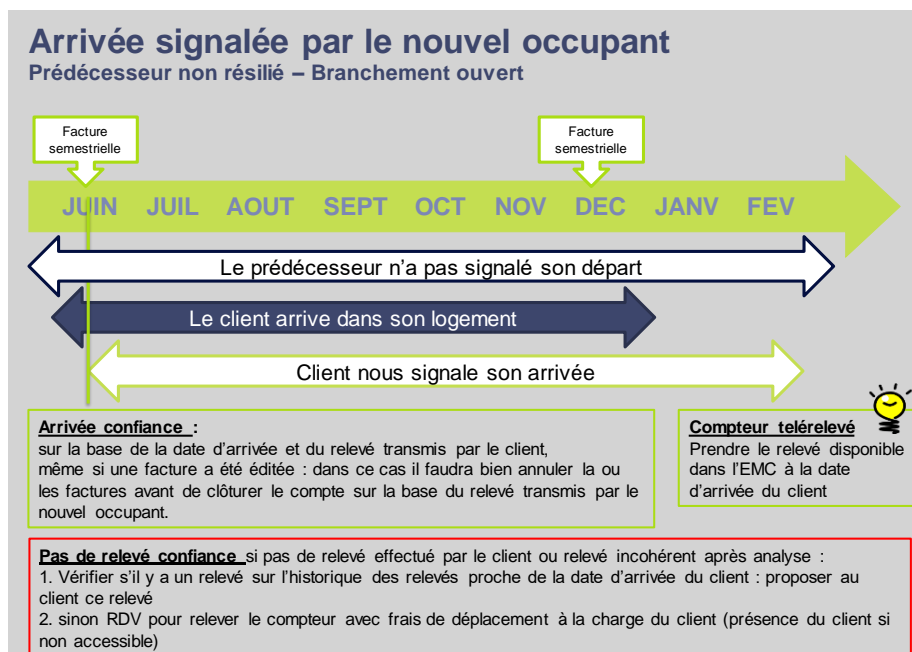 Arrivée signalée par le nouvel occupant
Prédécesseur non résilié – Branchement ouvert
Facture
semestrielle
Facture
semestrielle
JUIN JUIL AOUT SEPT OCT NOV DEC JANV FEV
Le prédécesseur n'a pas signalé son départ
Le client arrive dans son logement
Client nous signale son arrivée
Arrivée confiance :
sur la base de la date d'arrivée et du relevé transmis par le client,
même si une facture a été éditée : dans ce cas il faudra bien annuler la ou
les factures avant de clôturer le compte sur la base du relevé transmis par le
nouvel occupant.
Compteur telérelevé
Prendre le relevé disponible
dans l'EMC à la date
d'arrivée du client
Pas de relevé confiance si pas de relevé effectué par le client ou relevé incohérent après analyse :
1. Vérifier s'il y a un relevé sur l'historique des relevés proche de la date d'arrivée du client : proposer au
client ce relevé
2. sinon RDV pour relever le compteur avec frais de déplacement à la charge du client (présence du client si
non accessible)